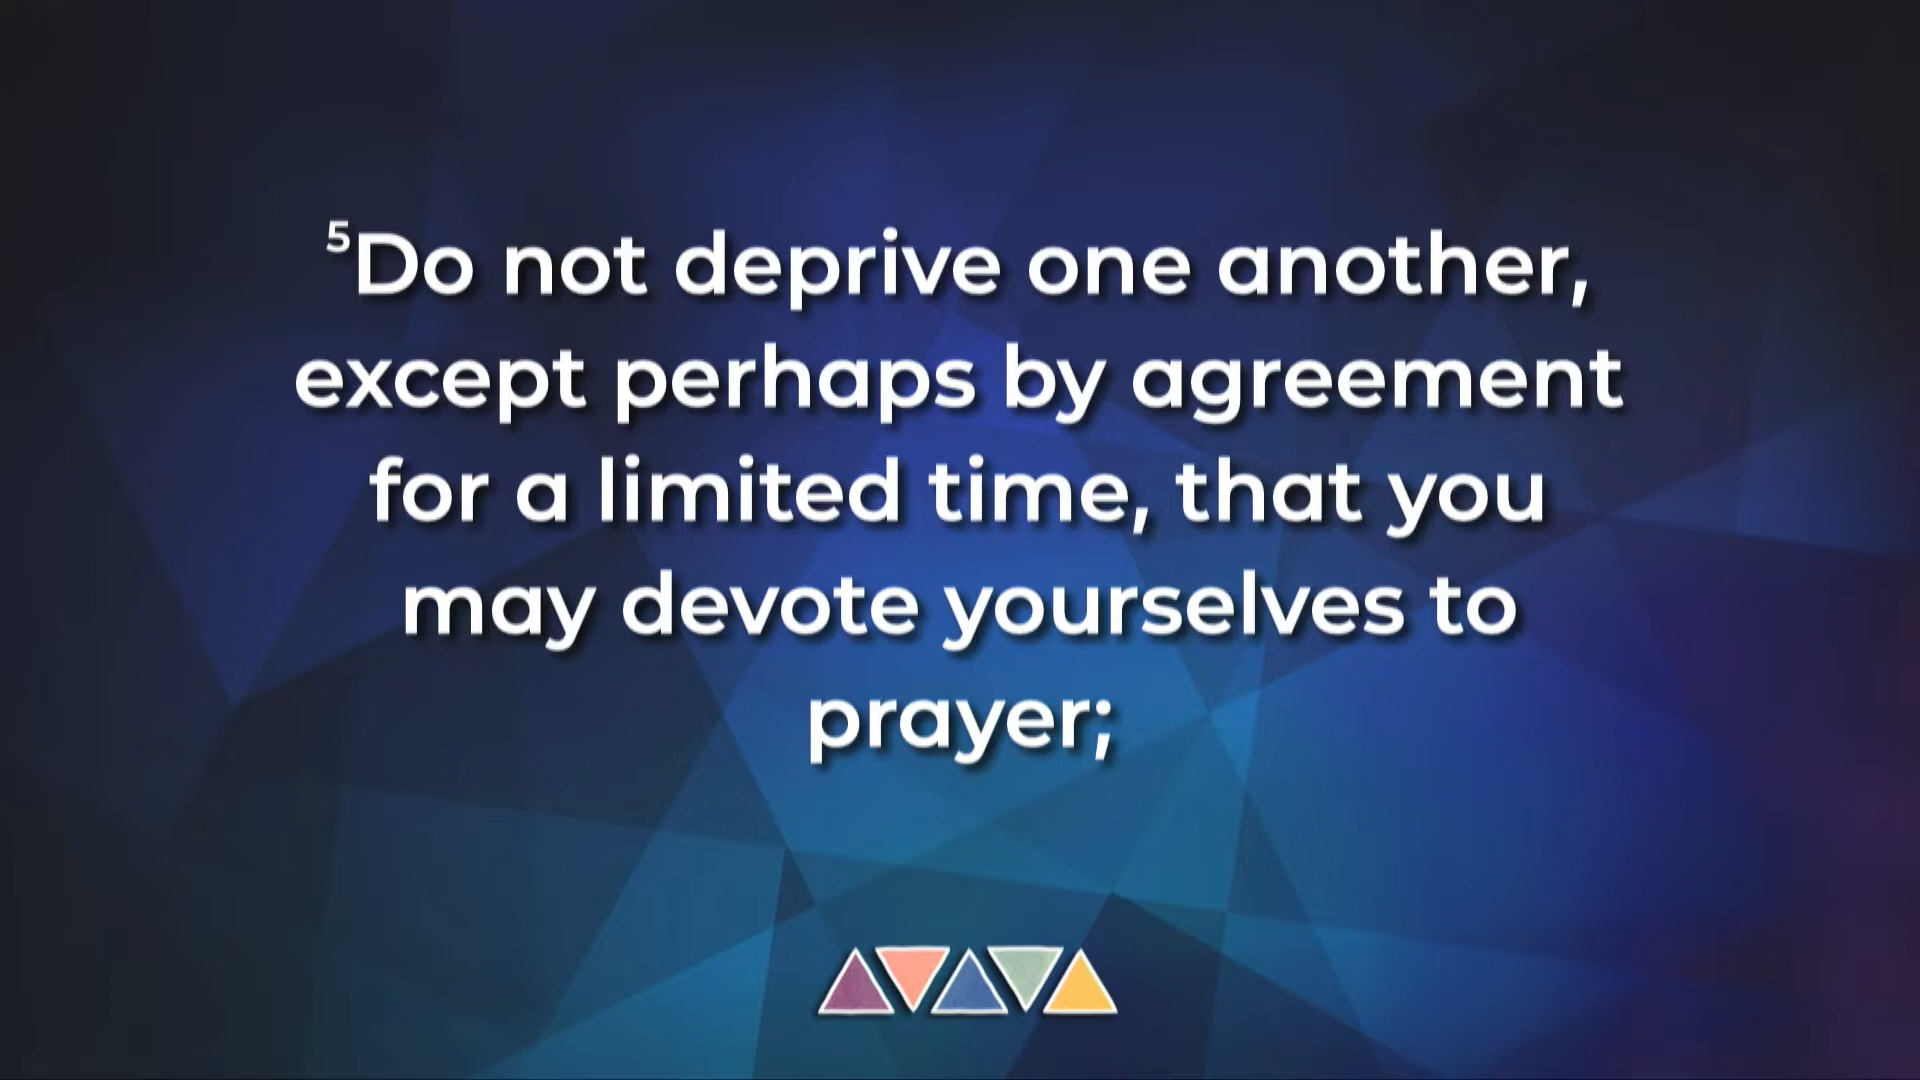 ⁵Do not deprive one another,
except perhaps by agreement
for a limited time, that you
may devote yourselves to
prayer;